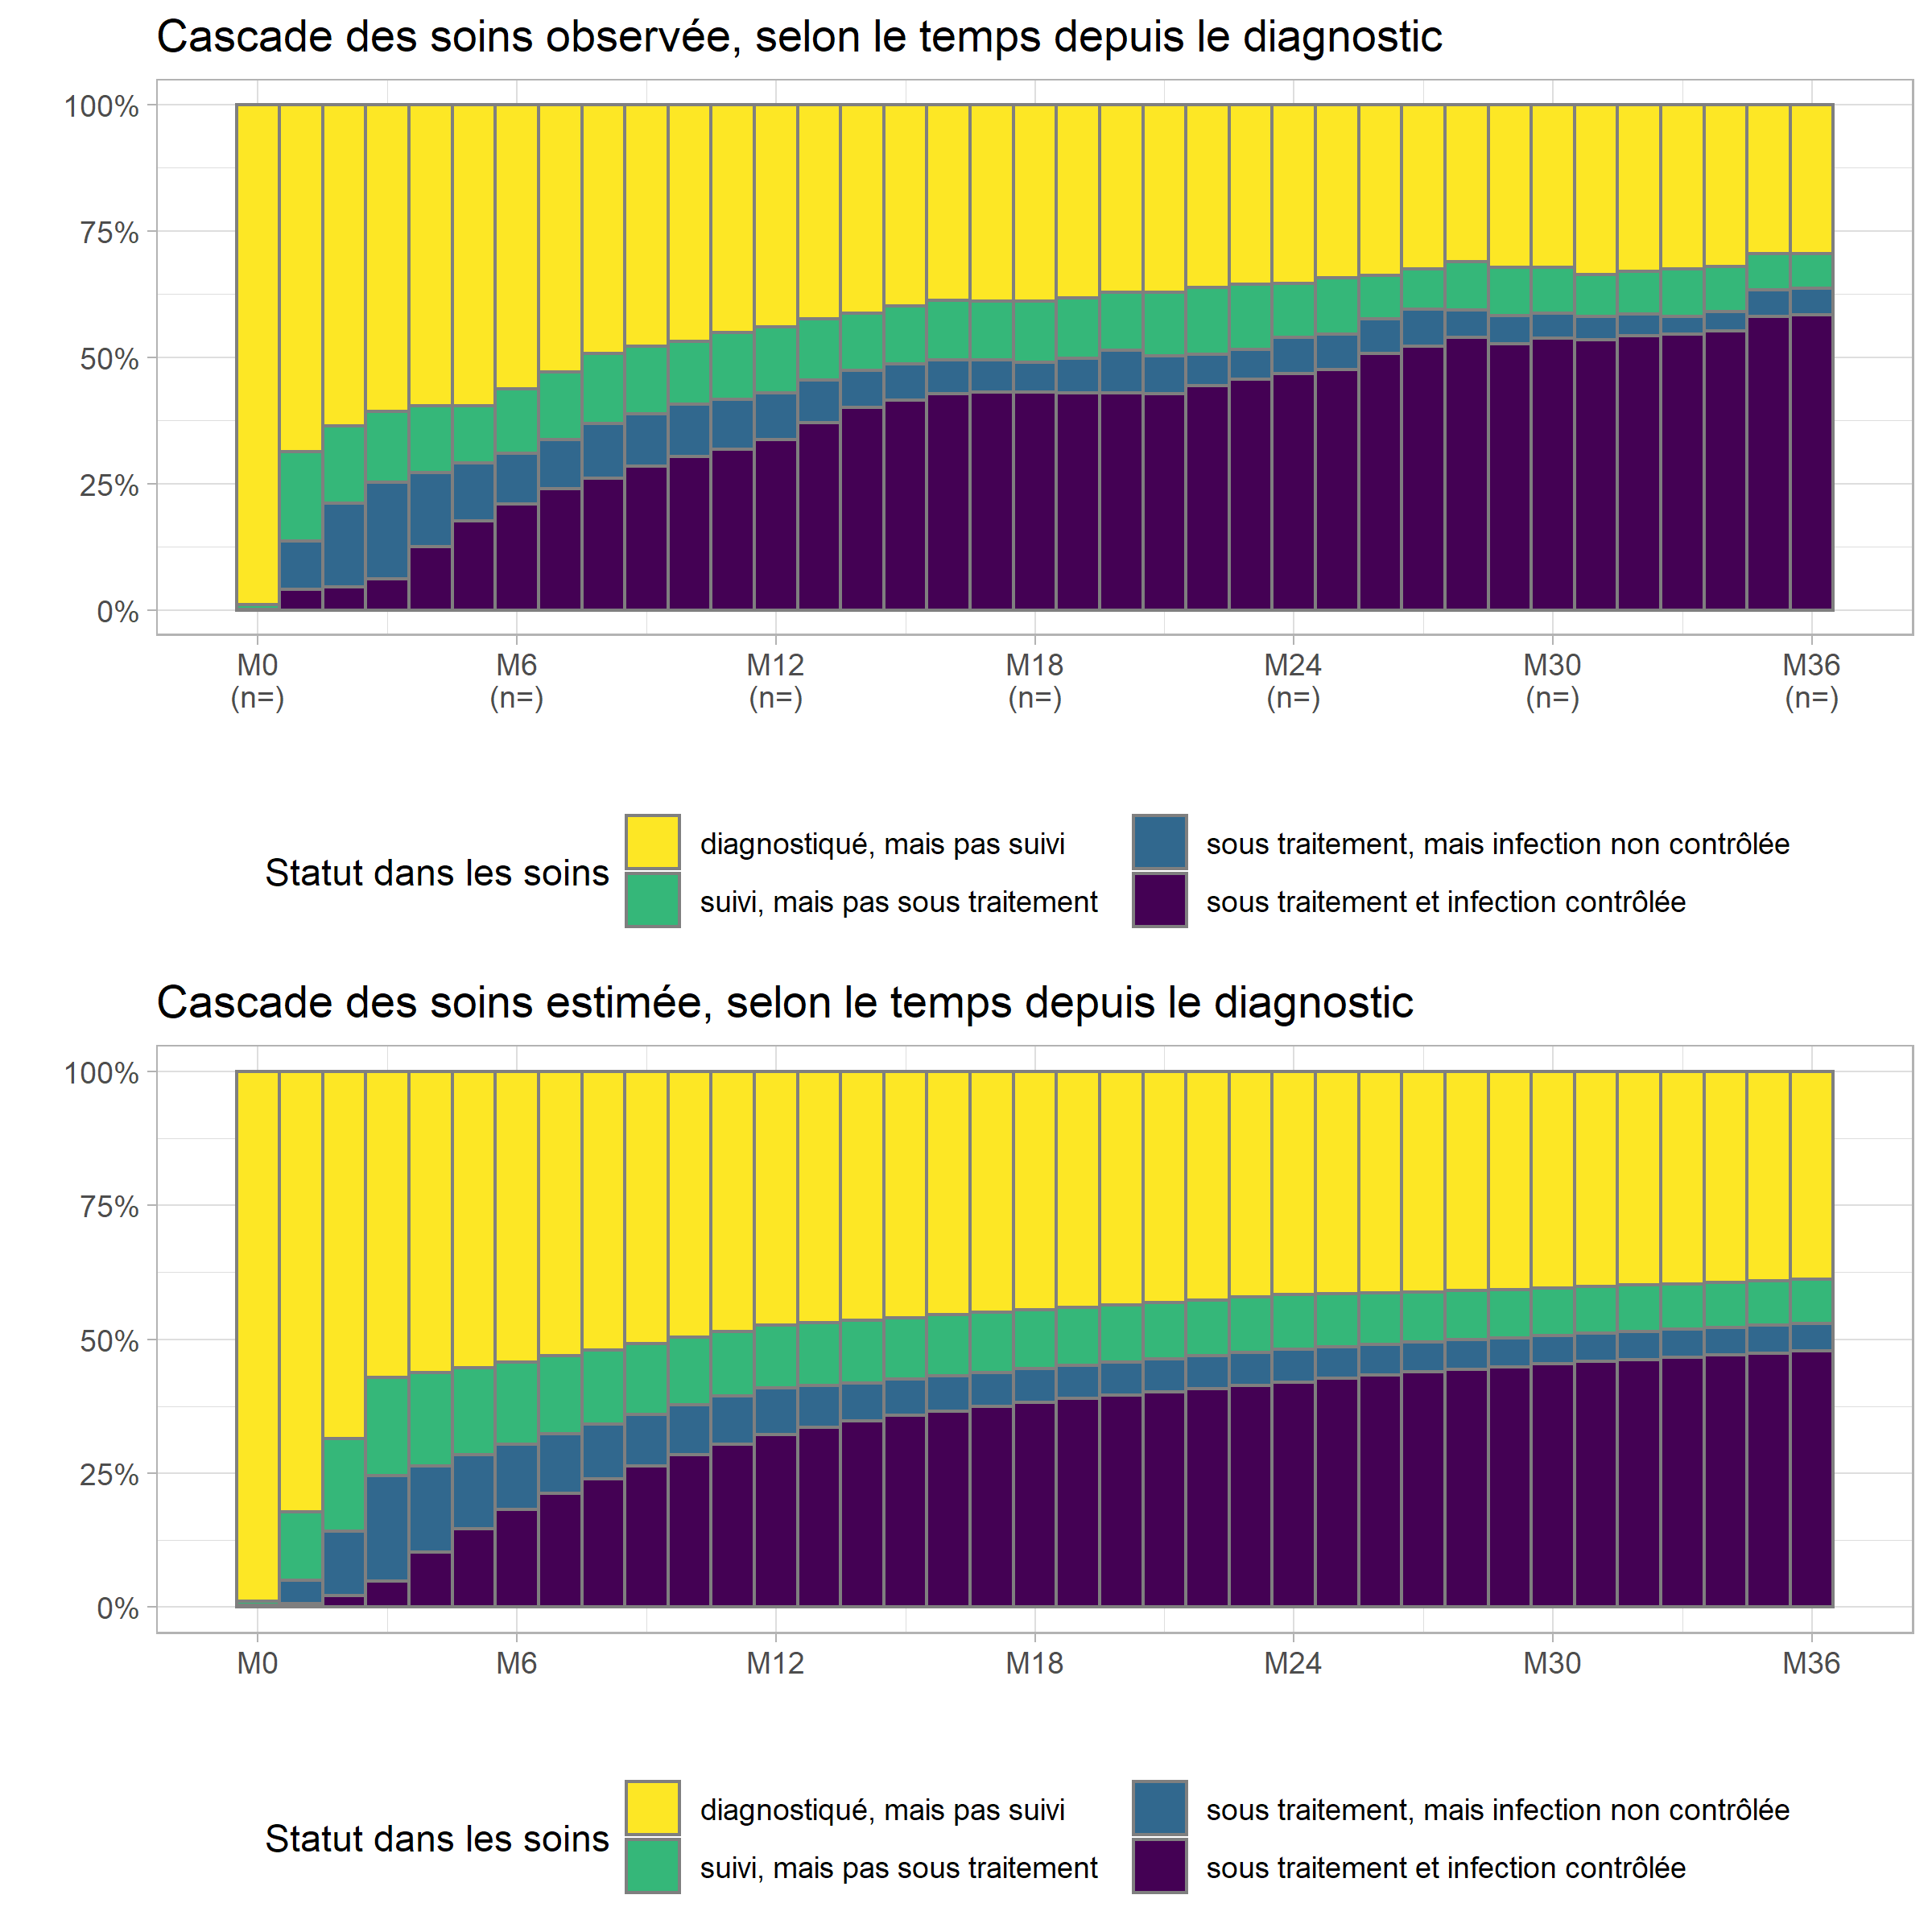 Cascade des soins observée, selon le temps depuis le diagnostic
100%
75%
50%
25%
0%
M0 M6 M12 M18 M24 M30 M36
(n=) (n=) (n=) (n=) (n=) (n=) (n=)
Statut dans les soins
diagnostiqué, mais pas suivi
suivi, mais pas sous traitement
sous traitement, mais infection non contrôlée
sous traitement et infection contrôlée
Cascade des soins estimée, selon le temps depuis le diagnostic
100%
75%
50%
25%
0%
M0 M6 M12 M18 M24 M30 M36
Statut dans les soins
diagnostiqué, mais pas suivi
suivi, mais pas sous traitement
sous traitement, mais infection non contrôlée
sous traitement et infection contrôlée